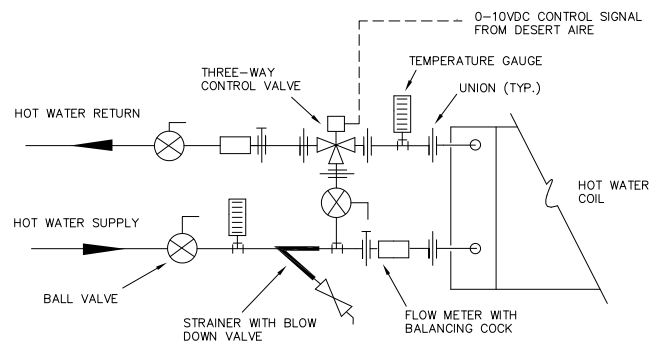 0-10VDC CONTROL SIGNAL
FROM DESERT AIRE
TEMPERATURE GAUGE
THREE-WAY
CONTROL VALVE
UNION (TYP.)
HOT WATER RETURN
HOT WATER
COIL
HOT WATER SUPPLY
BALL VALVE
STRAINER WITH BLOW
DOWN VALVE
FLOW METER WITH
BALANCING COCK